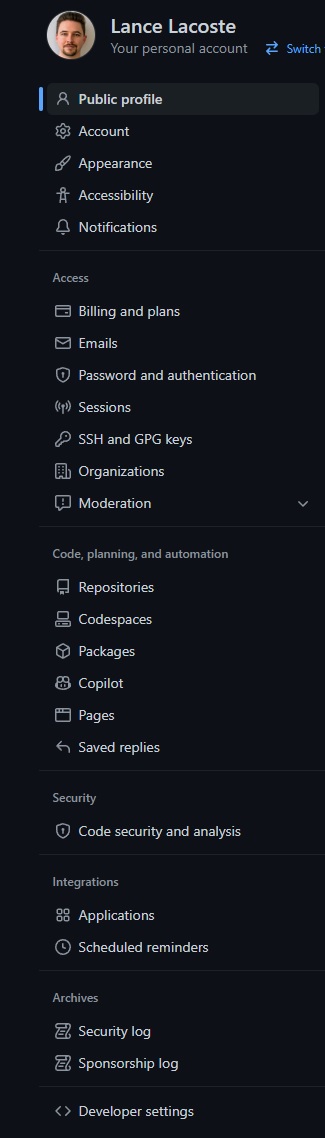 Lance Lacoste
Your personal account
Switch
Public profile
Account
Appearance
Accessibility
Notifications
Access
Billing and plans
Emails
Password and authentication
Sessions
SSH and GPG keys
Organizations
Moderation
Code, planning, and automation
Repositories
Codespaces
Packages
Copilot
Pages
Saved replies
Security
Code security and analysis
Integrations
Applications
Scheduled reminders
Archives
Security log
Sponsorship log
Developer settings